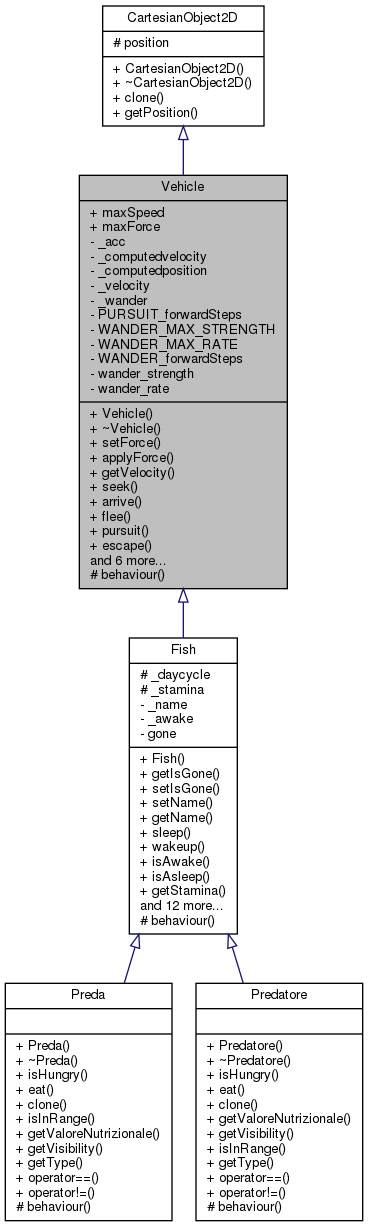 CartesianObject2D
# position
+ CartesianObject2D()
+ ~CartesianObject2D()
+ clone()
+ getPosition()
Vehicle
+ maxSpeed
+ maxForce
- _acc
- _computedvelocity
- _computedposition
- _velocity
- _wander
- PURSUIT_forwardSteps
- WANDER_MAX_STRENGTH
- WANDER_MAX_RATE
- WANDER_forwardSteps
- wander_strength
- wander_rate
+ Vehicle()
+ ~Vehicle()
+ setForce()
+ applyForce()
+ getVelocity()
+ seek()
+ arrive()
+ flee()
+ pursuit()
+ escape()
and 6 more...
# behaviour()
Fish
# _daycycle
# _stamina
- _name
- _awake
- gone
+ Fish()
+ getIsGone()
+ setIsGone()
+ setName()
+ getName()
+ sleep()
+ wakeup()
+ isAwake()
+ isAsleep()
+ getStamina()
and 12 more...
# behaviour()
Preda
+ Preda()
+ ~Preda()
+ isHungry()
+ eat()
+ clone()
+ isInRange()
+ getValoreNutrizionale()
+ getVisibility()
+ getType()
+ operator==()
+ operator!=()
# behaviour()
Predatore
+ Predatore()
+ ~Predatore()
+ isHungry()
+ eat()
+ clone()
+ getValoreNutrizionale()
+ getVisibility()
+ isInRange()
+ getType()
+ operator==()
+ operator!=()
# behaviour()